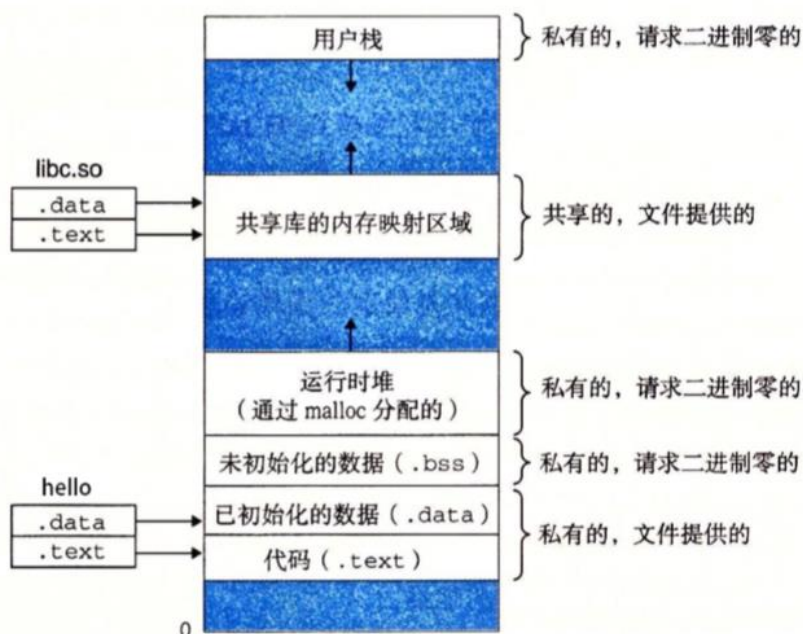 用户栈
私有的，请求二进制零的
libc.so
.data
.text
共享库的内存映射区域
共享的，文件提供的
运行时堆
（通过 malloc 分配的）
私有的，请求二进制零的
未初始化的数据（.bss）
私有的，请求二进制零的
hello
.data
.text
已初始化的数据（.data）
代码（.text）
私有的，文件提供的
0